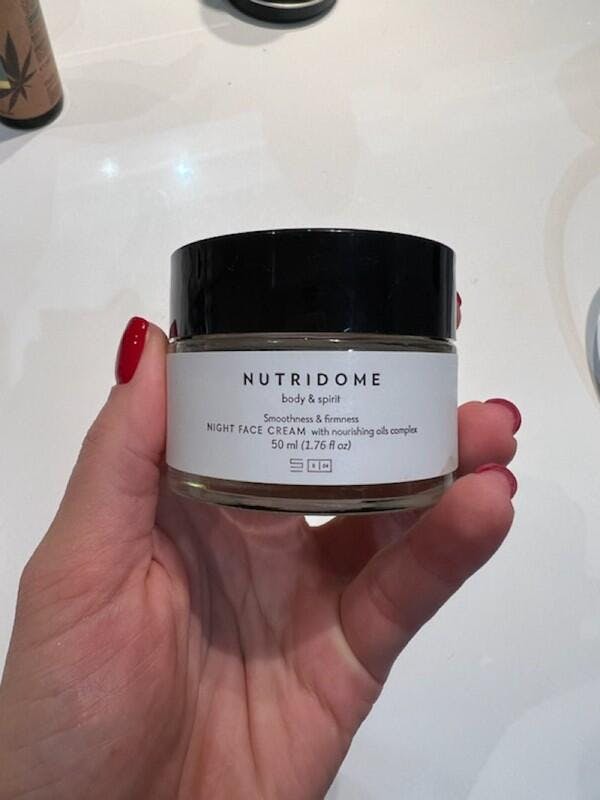 NUTRIDOME
body & spirit
Smoothness & firmness
NIGHT FACE CREAM with nourishing oils complex
50 ml (1.76 fl oz)